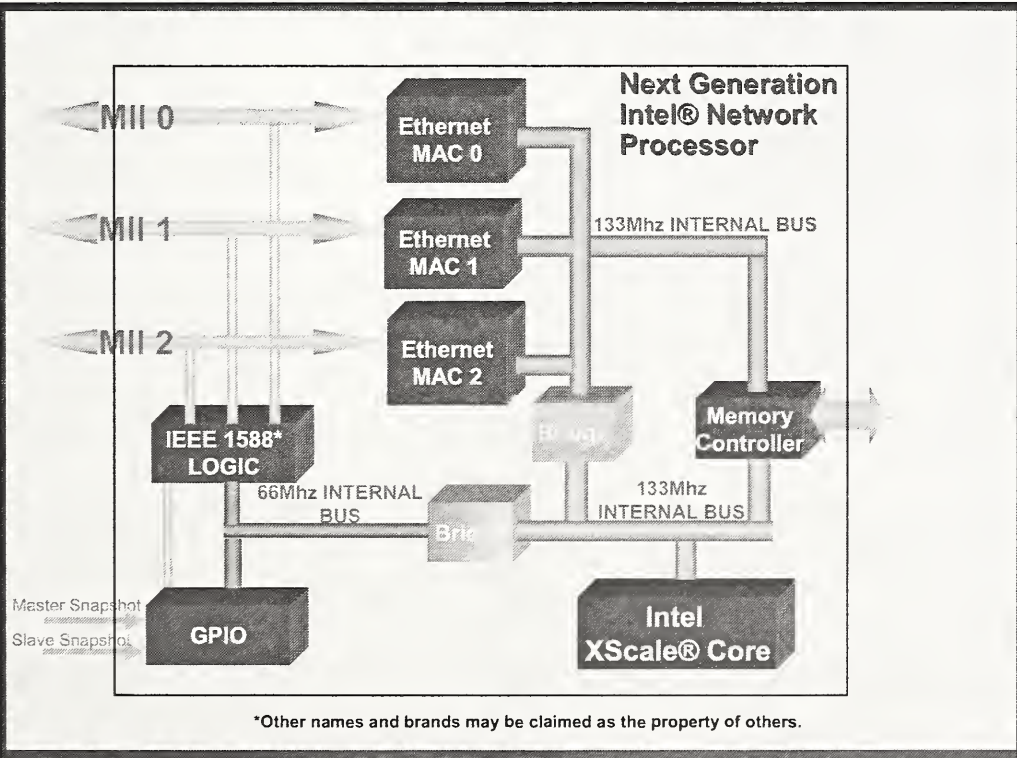 Next Generation
Intel® Network
Processor
MII 0
Ethernet
MAC 0
MII 1
Ethernet
MAC 1
133Mhz INTERNAL BUS
MII 2
Ethernet
MAC 2
Memory
Controller
IEEE 1588*
LOGIC
66Mhz INTERNAL
BUS
133Mhz
INTERNAL BUS
Master Snapshot
Slave Snapshot
GPIO
Intel
XScale® Core
*Other names and brands may be claimed as the property of others.